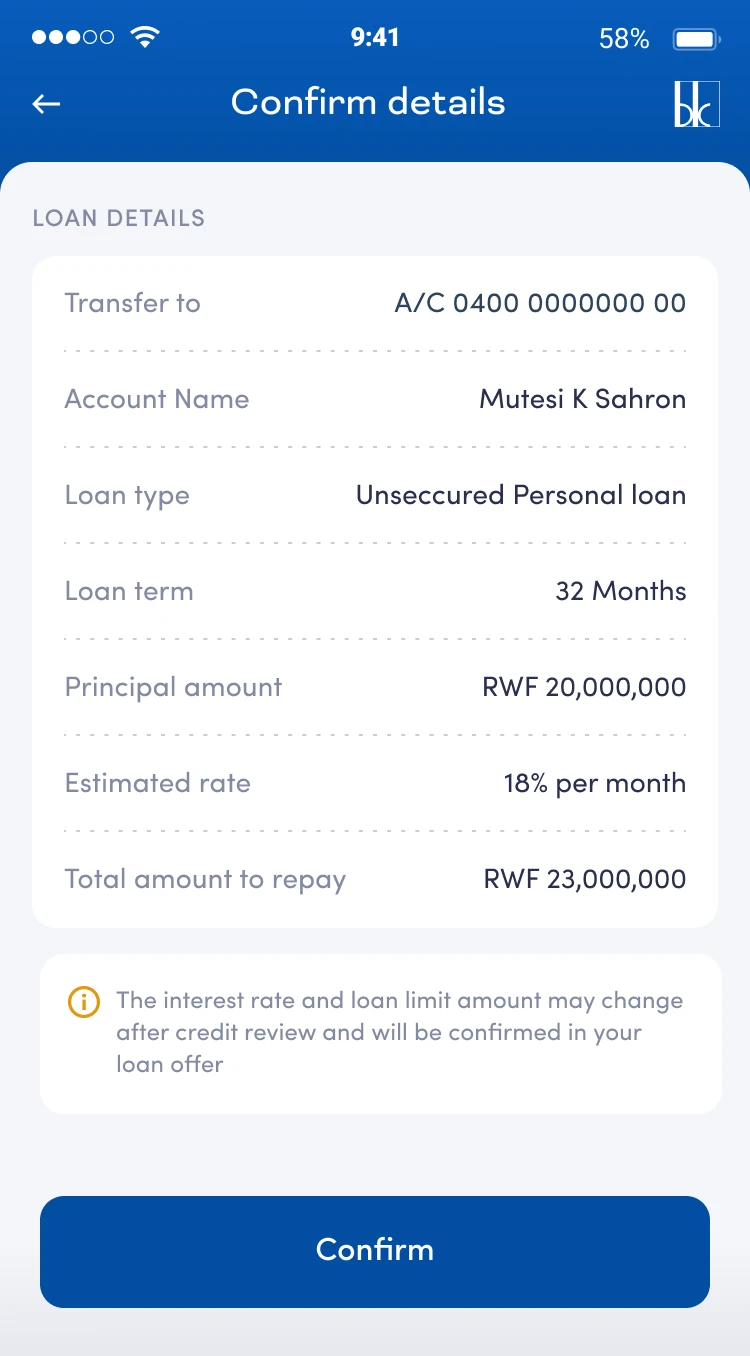 9:41
58%
Confirm details
bk
LOAN DETAILS
Transfer to A/C 0400 0000000 00
Account Name Mutesi K Sahron
Loan type Unseccured Personal loan
Loan term 32 Months
Principal amount RWF 20,000,000
Estimated rate 18% per month
Total amount to repay RWF 23,000,000
The interest rate and loan limit amount may change
after credit review and will be confirmed in your
loan offer
Confirm